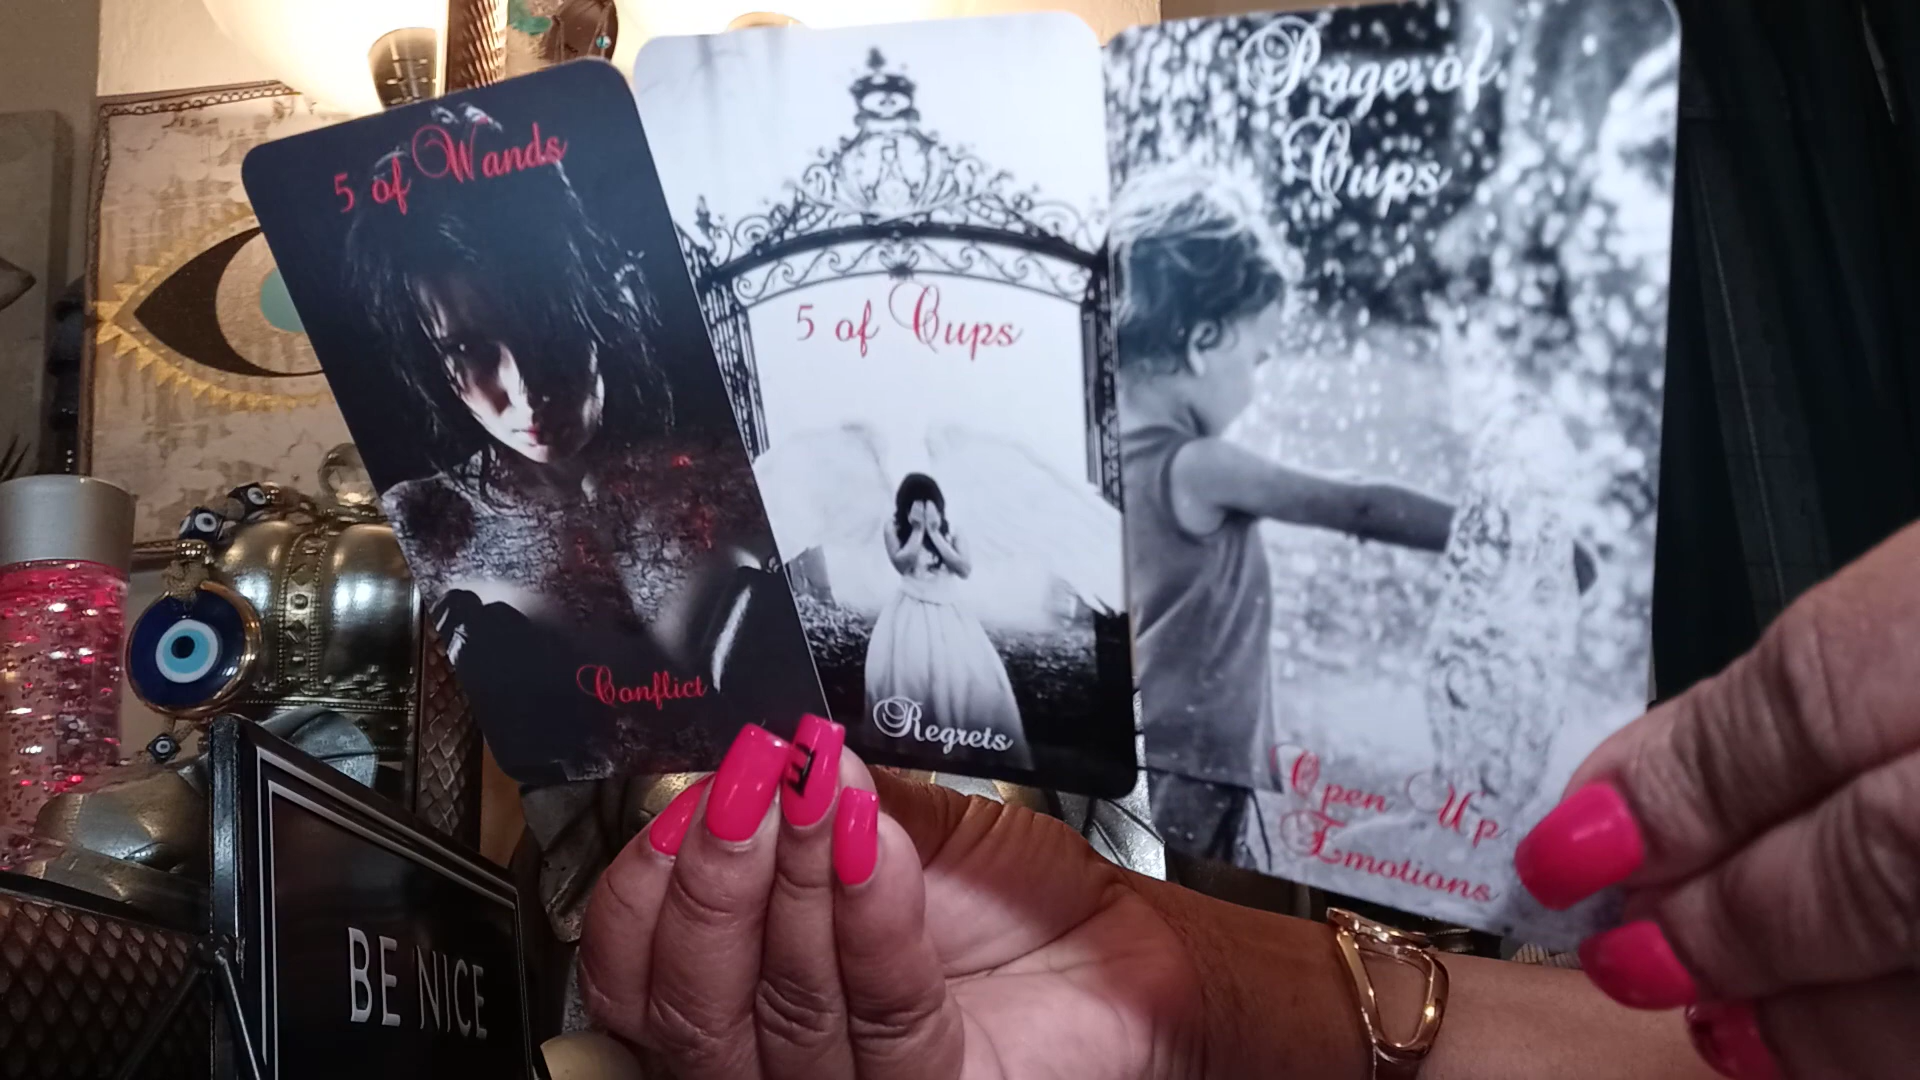 5 of Wands
Conflict
5 of Cups
Regrets
Page of
Cups
Open Up
Emotions
BE NICE